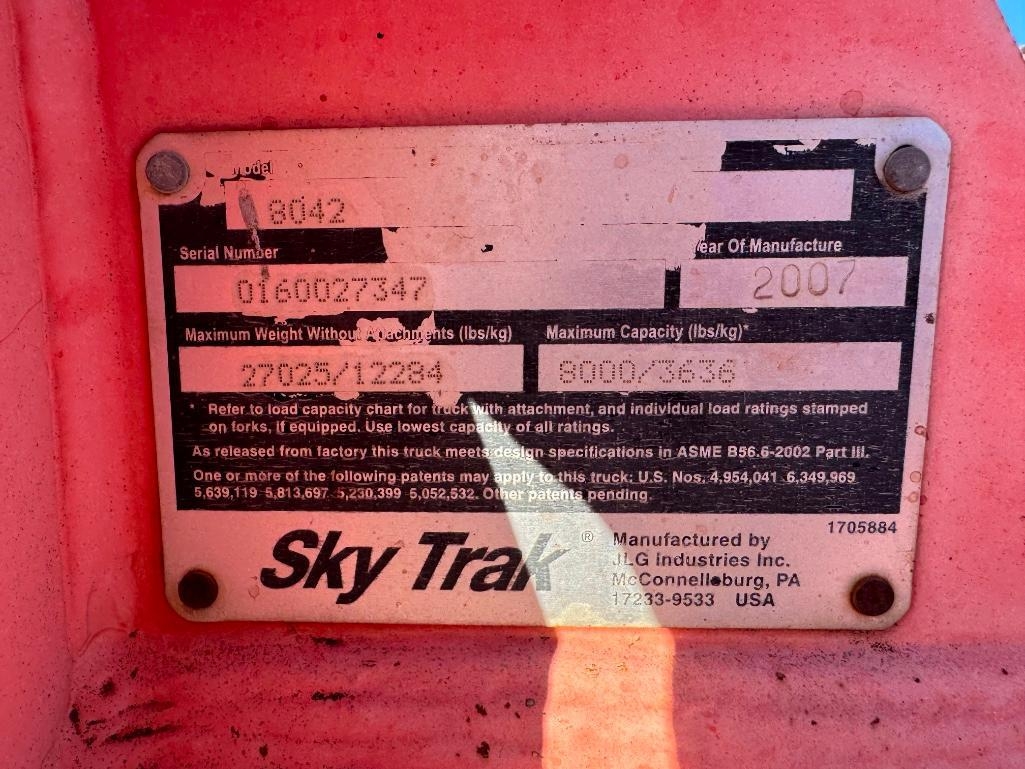 Model
8042
Serial Number
Year Of Manufacture
0160027347
2007
Maximum Weight Without Attachments (lbs/kg)
Maximum Capacity (lbs/kg)*
27025/12284
8000/3636
* Refer to load capacity chart for truck with attachment, and individual load ratings stamped
on forks, if equipped. Use lowest capacity of all ratings.
As released from factory this truck meets design specifications in ASME B56.6-2002 Part III.
One or more of the following patents may apply to this truck: U.S. Nos. 4,954,041 6,349,969
5,639,119 5,813,697 5,230,399 5,052,532. Other patents pending.
1705884
Sky Trak ®
Manufactured by
JLG Industries Inc.
McConnellsburg, PA
17233-9533 USA